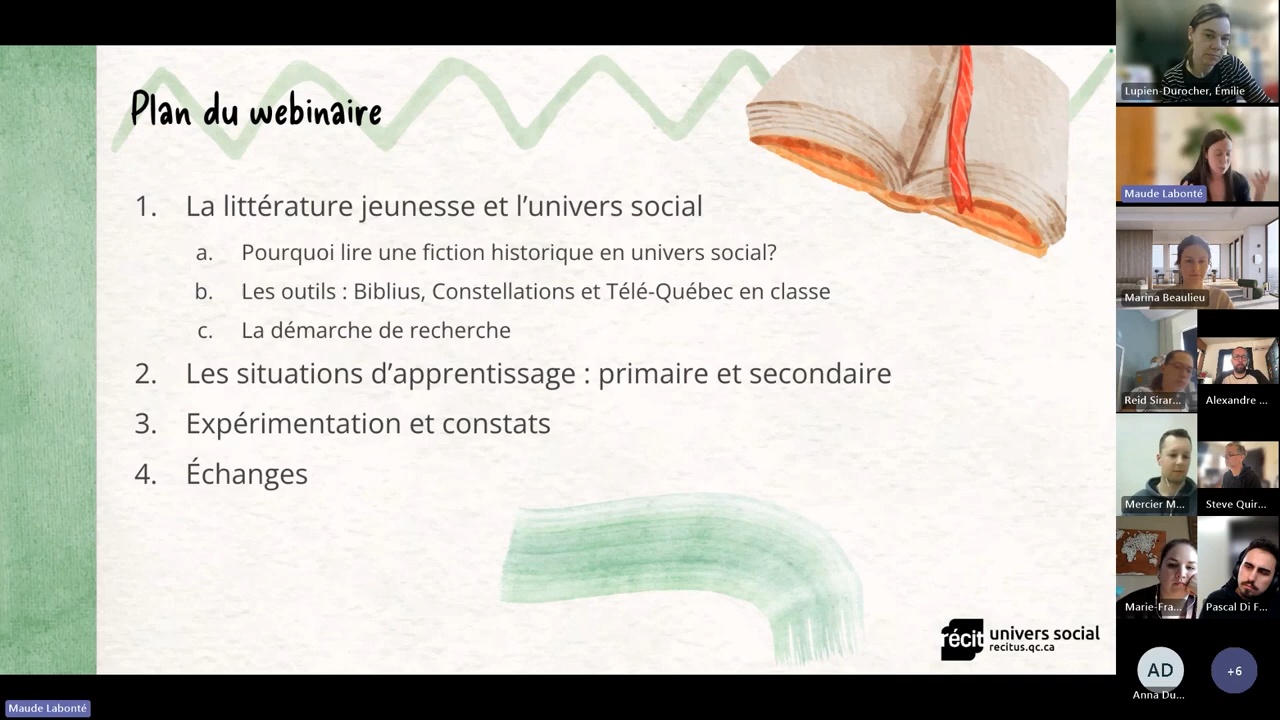 Plan du webinaire
1. La littérature jeunesse et l’univers social
a. Pourquoi lire une fiction historique en univers social?
b. Les outils : Biblius, Constellations et Télé-Québec en classe
c. La démarche de recherche
2. Les situations d’apprentissage : primaire et secondaire
3. Expérimentation et constats
4. Échanges
récit univers social
recitus.qc.ca
Maude Labonté
Lupien-Durocher, Émilie
Maude Labonté
Marina Beaulieu
Reid Sirar...
Alexandre ...
Mercier M...
Steve Quir...
Marie-Fra...
Pascal Di F...
AD
+6
Anna Du...